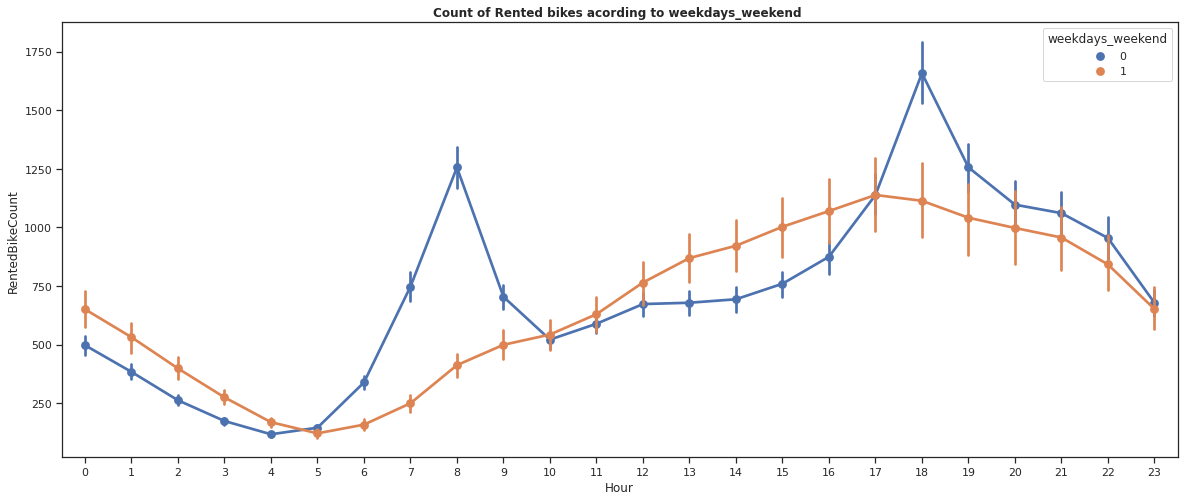 Count of Rented bikes acording to weekdays_weekend
weekdays_weekend
0
1
RentedBikeCount
1750
1500
1250
1000
750
500
250
0 1 2 3 4 5 6 7 8 9 10 11 12 13 14 15 16 17 18 19 20 21 22 23
Hour